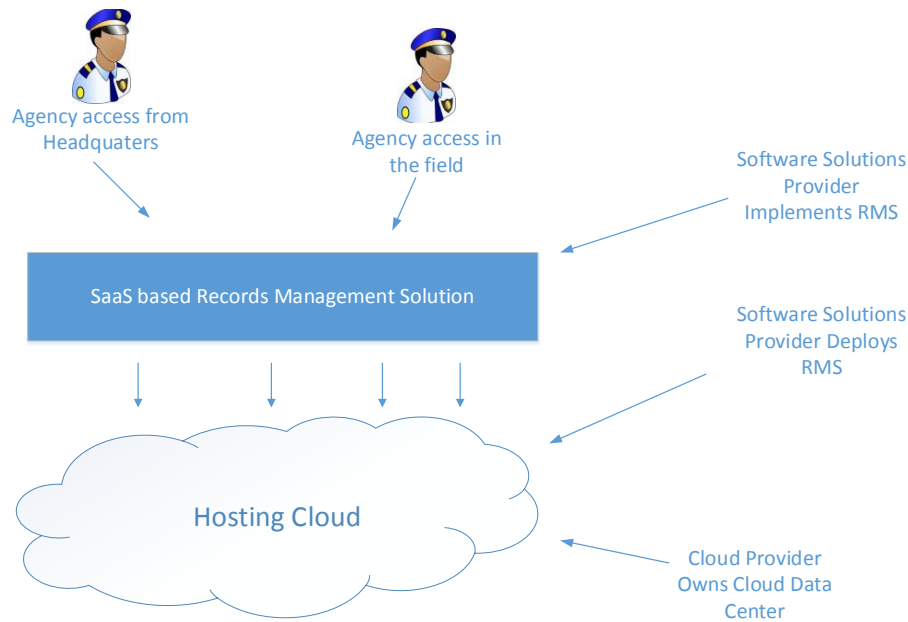 Agency access from
Headquaters
Agency access in
the field
Software Solutions
Provider
Implements RMS
SaaS based Records Management Solution
Software Solutions
Provider Deploys
RMS
Hosting Cloud
Cloud Provider
Owns Cloud Data
Center